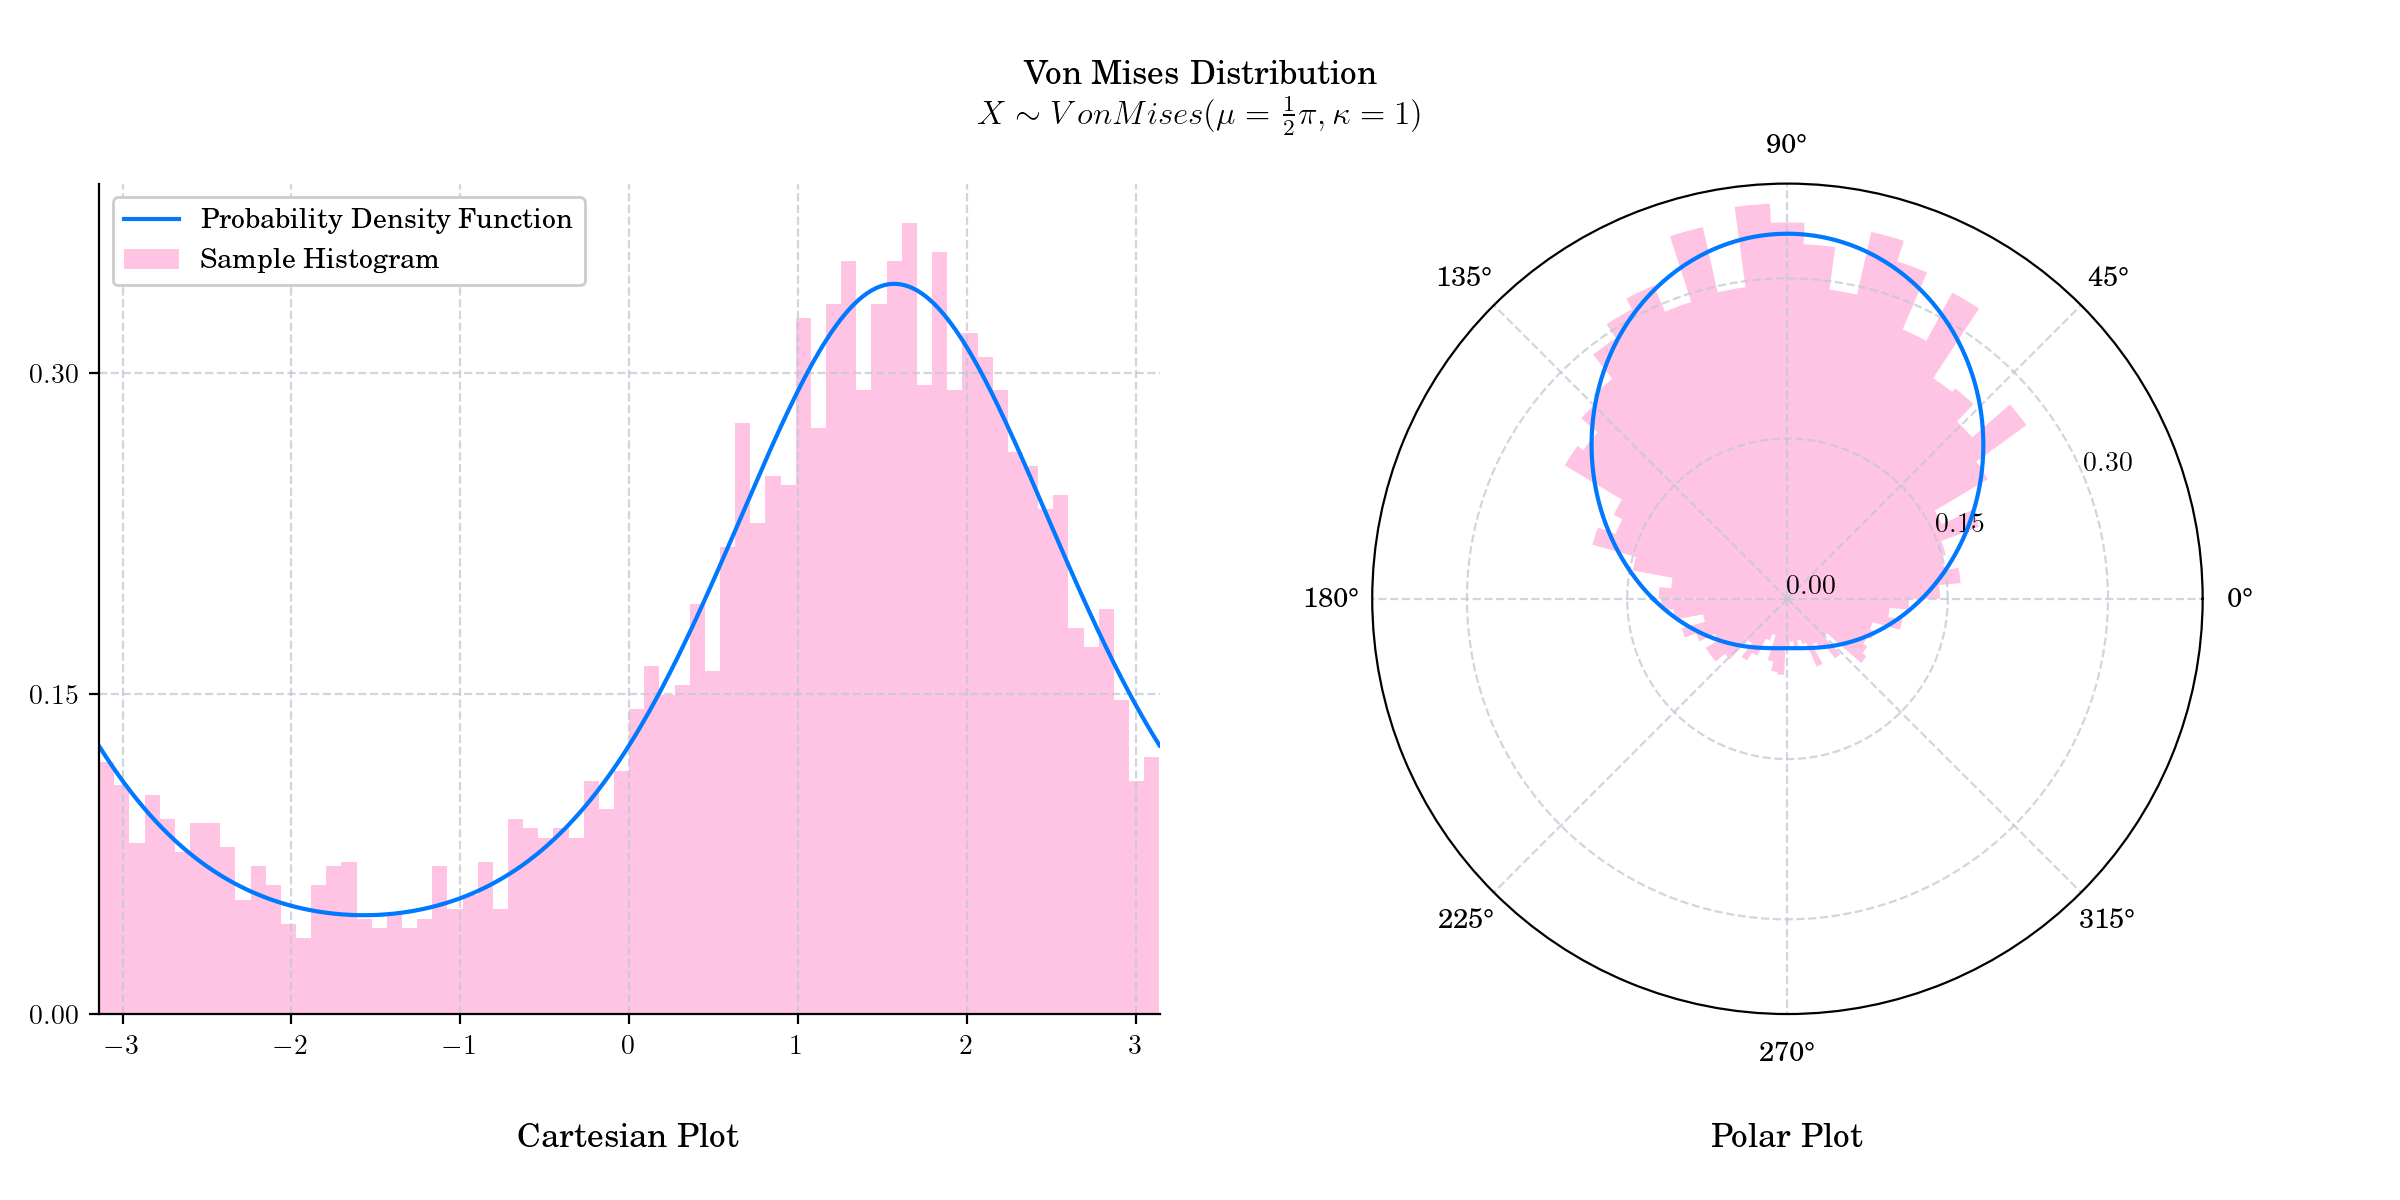 Von Mises Distribution
X ∼ VonMises(μ = 1/2 π, κ = 1)
Probability Density Function
Sample Histogram
0.30
0.15
0.00
−3 −2 −1 0 1 2 3
Cartesian Plot
90°
135° 45°
0.30
0.15
180° 0.00 0°
225° 315°
270°
Polar Plot